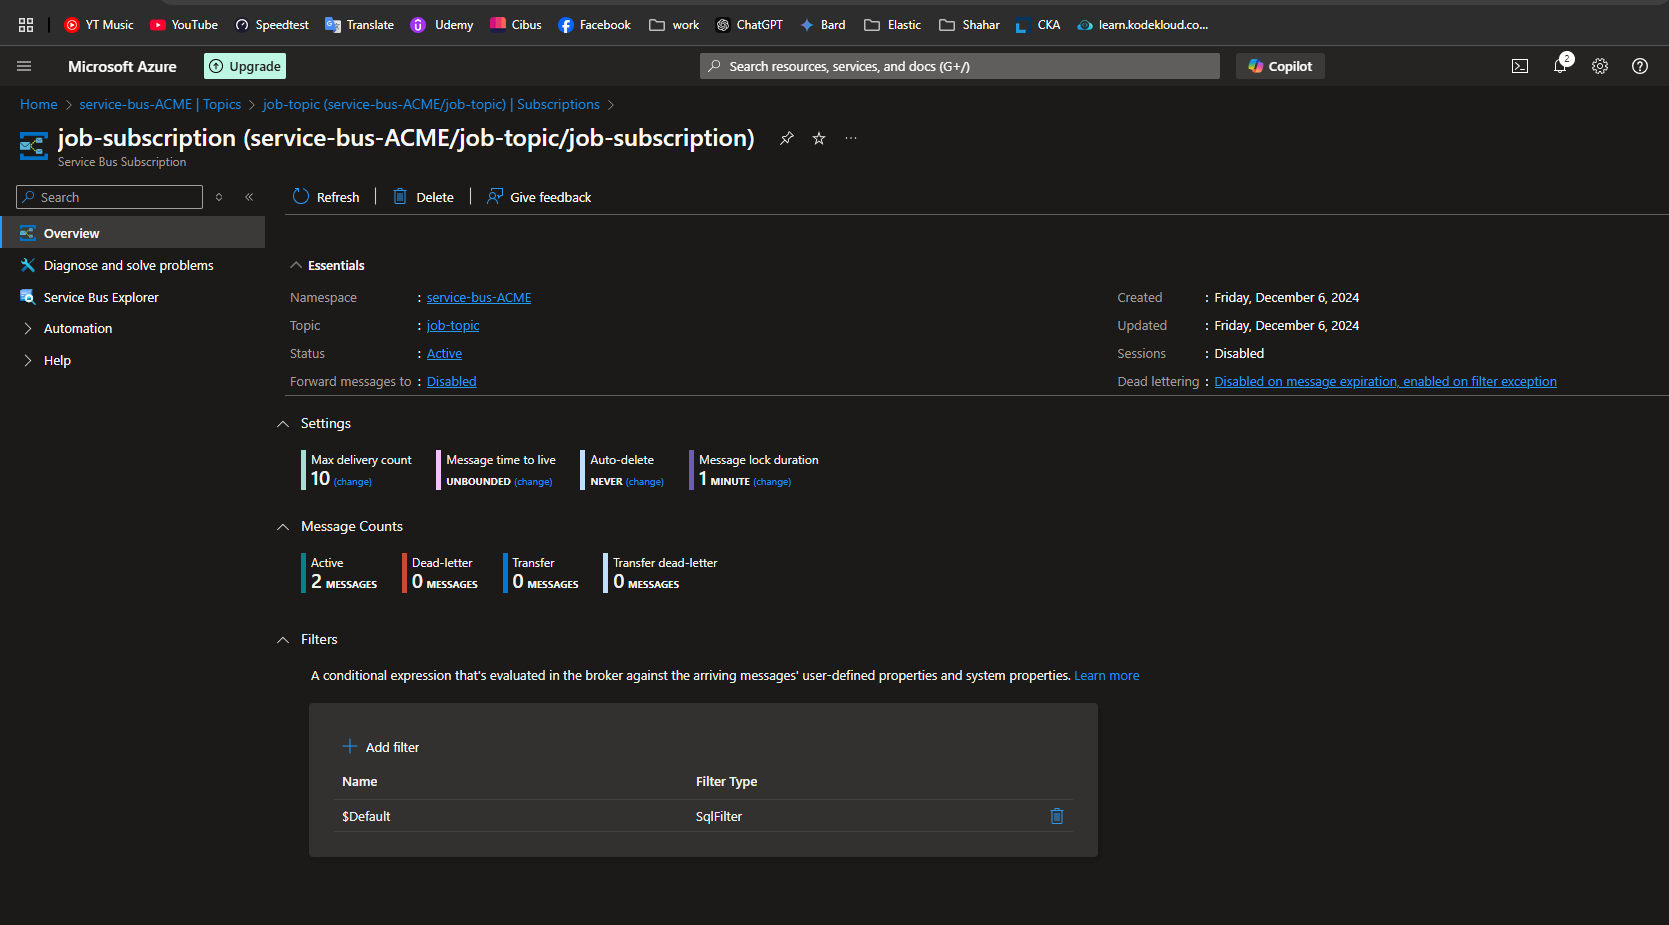 YT Music YouTube Speedtest Translate Udemy Cibus Facebook work ChatGPT Bard Elastic Shahar CKA learn.kodekloud.co...
Microsoft Azure Upgrade Search resources, services, and docs (G+/) Copilot 2
Home > service-bus-ACME | Topics > job-topic (service-bus-ACME/job-topic) | Subscriptions >
job-subscription (service-bus-ACME/job-topic/job-subscription) ...
Service Bus Subscription
Search
Refresh Delete Give feedback
Overview
Diagnose and solve problems
Service Bus Explorer
Automation
Help
Essentials
Namespace : service-bus-ACME
Topic : job-topic
Status : Active
Forward messages to : Disabled
Created : Friday, December 6, 2024
Updated : Friday, December 6, 2024
Sessions : Disabled
Dead lettering : Disabled on message expiration, enabled on filter exception
Settings
Max delivery count Message time to live Auto-delete Message lock duration
10 (change) UNBOUNDED (change) NEVER (change) 1 MINUTE (change)
Message Counts
Active Dead-letter Transfer Transfer dead-letter
2 MESSAGES 0 MESSAGES 0 MESSAGES 0 MESSAGES
Filters
A conditional expression that's evaluated in the broker against the arriving messages' user-defined properties and system properties. Learn more
Add filter
Name Filter Type
$Default SqlFilter